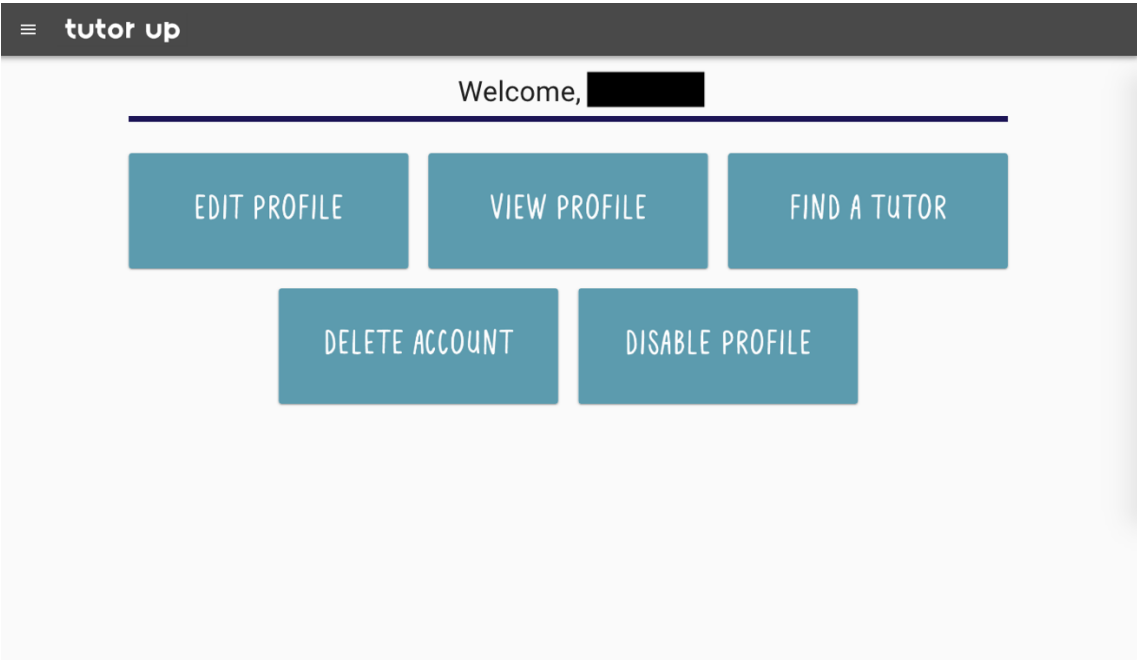 tutor up
Welcome,
EDIT PROFILE VIEW PROFILE FIND A TUTOR
DELETE ACCOUNT DISABLE PROFILE